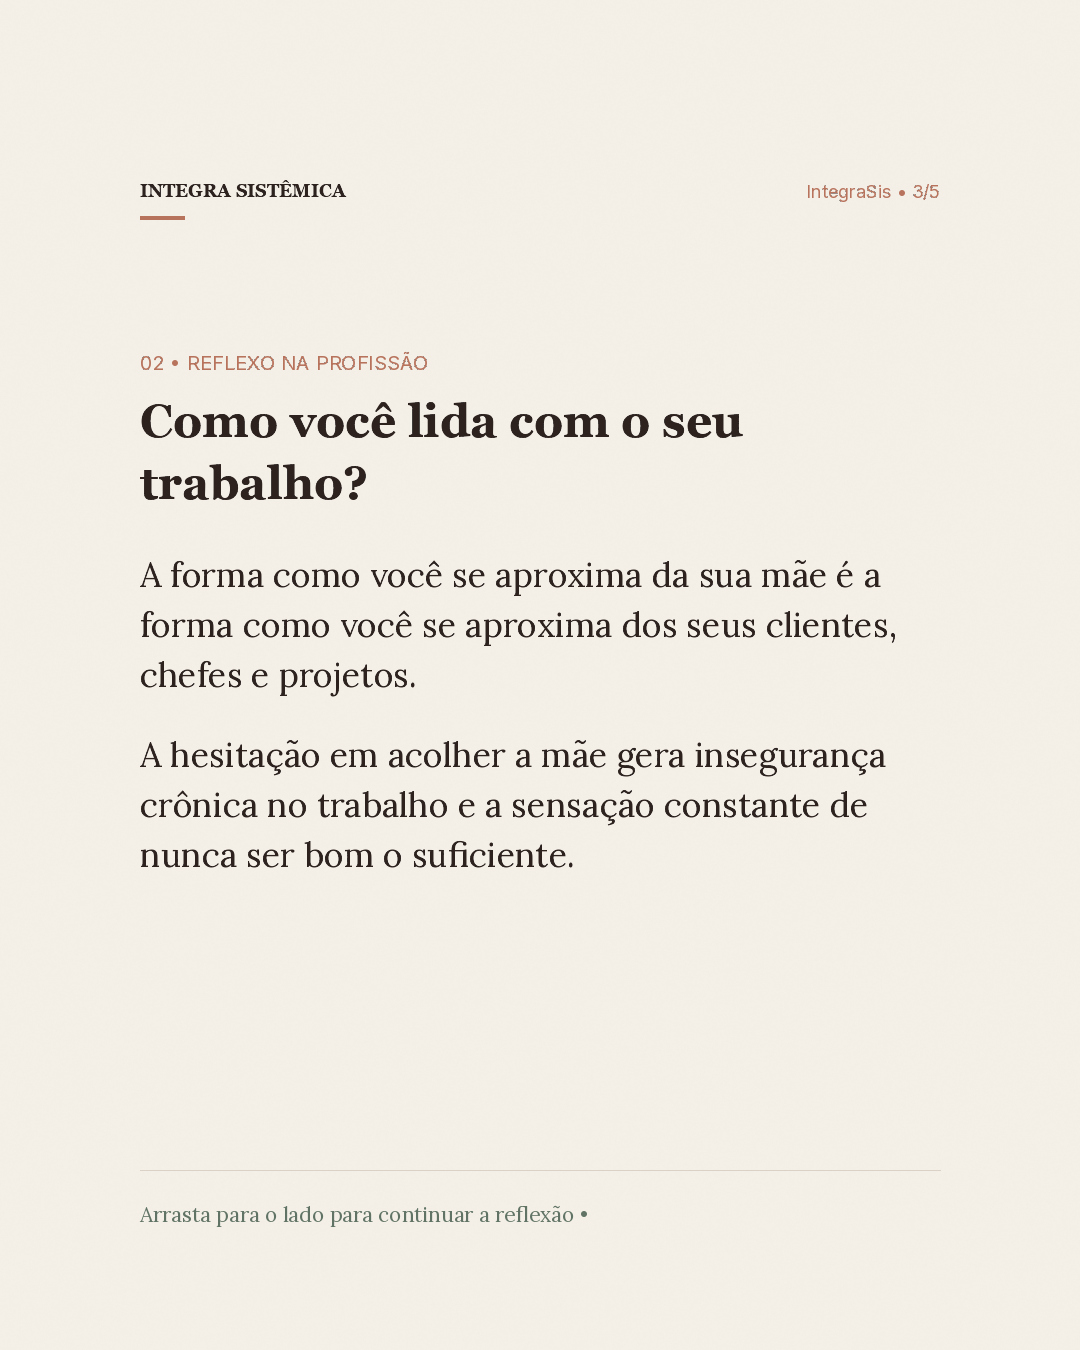 INTEGRA SISTÊMICA
IntegraSis • 3/5
02 • REFLEXO NA PROFISSÃO
Como você lida com o seu
trabalho?
A forma como você se aproxima da sua mãe é a
forma como você se aproxima dos seus clientes,
chefes e projetos.
A hesitação em acolher a mãe gera insegurança
crônica no trabalho e a sensação constante de
nunca ser bom o suficiente.
Arrasta para o lado para continuar a reflexão •